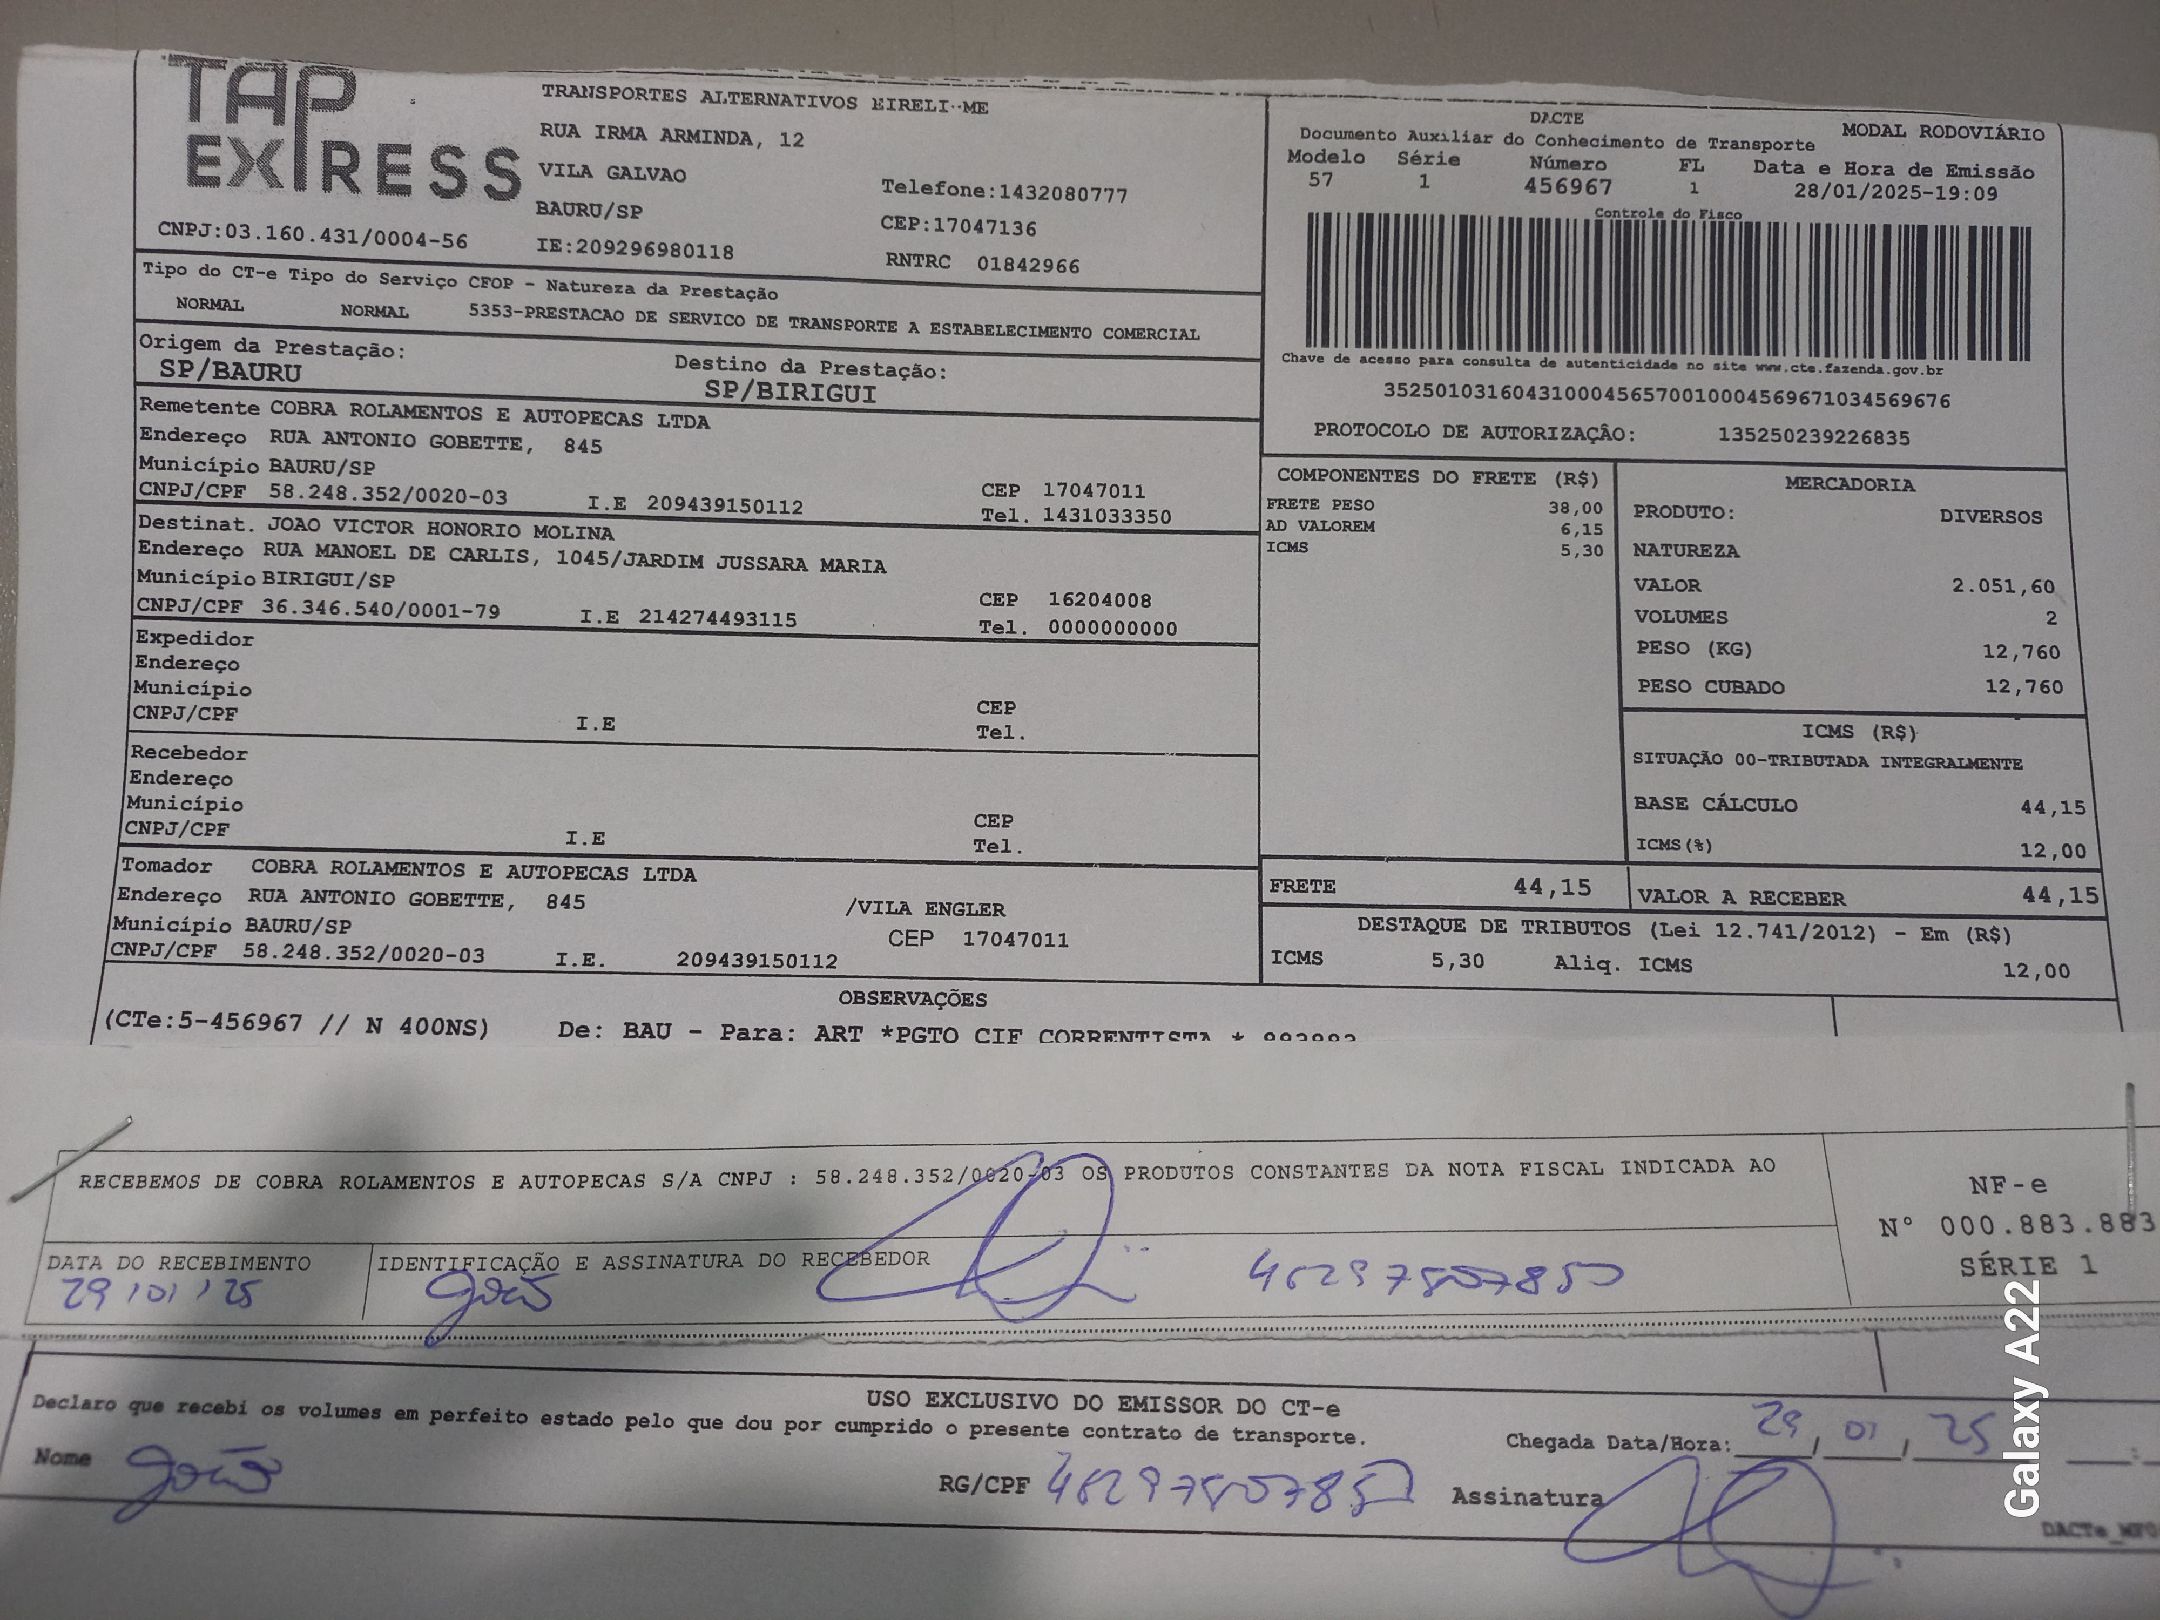 TAP EXPRESS
TRANSPORTES ALTERNATIVOS EIRELI-ME
RUA IRMA ARMINDA, 12
VILA GALVAO
Telefone:1432080777
BAURU/SP
CEP:17047136
CNPJ:03.160.431/0004-56
IE:209296980118
RNTRC 01842966
DACTE
MODAL RODOVIÁRIO
Documento Auxiliar do Conhecimento de Transporte
Modelo Série Número FL Data e Hora de Emissão
57 1 456967 1 28/01/2025-19:09
Controle do Fisco
Chave de acesso para consulta de autenticidade no site www.cte.fazenda.gov.br
35250103160431000456570010004569671034569676
PROTOCOLO DE AUTORIZAÇÃO: 135250239226835
Tipo do CT-e Tipo do Serviço CFOP - Natureza da Prestação
NORMAL NORMAL 5353-PRESTACAO DE SERVICO DE TRANSPORTE A ESTABELECIMENTO COMERCIAL
Origem da Prestação: Destino da Prestação:
SP/BAURU SP/BIRIGUI
Remetente COBRA ROLAMENTOS E AUTOPECAS LTDA
Endereço RUA ANTONIO GOBETTE, 845
Município BAURU/SP CEP 17047011
CNPJ/CPF 58.248.352/0020-03 I.E 209439150112 Tel. 1431033350
Destinat. JOAO VICTOR HONORIO MOLINA
Endereço RUA MANOEL DE CARLIS, 1045/JARDIM JUSSARA MARIA
Município BIRIGUI/SP CEP 16204008
CNPJ/CPF 36.346.540/0001-79 I.E 214274493115 Tel. 0000000000
Expedidor
Endereço
Município CEP
CNPJ/CPF I.E Tel.
Recebedor
Endereço
Município CEP
CNPJ/CPF I.E Tel.
Tomador COBRA ROLAMENTOS E AUTOPECAS LTDA
Endereço RUA ANTONIO GOBETTE, 845 /VILA ENGLER
Município BAURU/SP CEP 17047011
CNPJ/CPF 58.248.352/0020-03 I.E. 209439150112
COMPONENTES DO FRETE (R$)
FRETE PESO 38,00
AD VALOREM 6,15
ICMS 5,30
MERCADORIA
PRODUTO: DIVERSOS
NATUREZA
VALOR 2.051,60
VOLUMES 2
PESO (KG) 12,760
PESO CUBADO 12,760
ICMS (R$)
SITUAÇÃO 00-TRIBUTADA INTEGRALMENTE
BASE CÁLCULO 44,15
ICMS(%) 12,00
FRETE 44,15 VALOR A RECEBER 44,15
DESTAQUE DE TRIBUTOS (Lei 12.741/2012) - Em (R$)
ICMS 5,30 Aliq. ICMS 12,00
OBSERVAÇÕES
(CTe:5-456967 // N 400NS) De: BAU - Para: ART *PGTO CIF CORRENTISTA *
RECEBEMOS DE COBRA ROLAMENTOS E AUTOPECAS S/A CNPJ : 58.248.352/0020-03 OS PRODUTOS CONSTANTES DA NOTA FISCAL INDICADA AO
NF-e
Nº 000.883.883
SÉRIE 1
DATA DO RECEBIMENTO IDENTIFICAÇÃO E ASSINATURA DO RECEBEDOR
29/01/25 João 46297807850
USO EXCLUSIVO DO EMISSOR DO CT-e
Declaro que recebi os volumes em perfeito estado pelo que dou por cumprido o presente contrato de transporte.
Chegada Data/Hora: 29/01/25 :
Nome João RG/CPF 46297807850 Assinatura
Galaxy A22